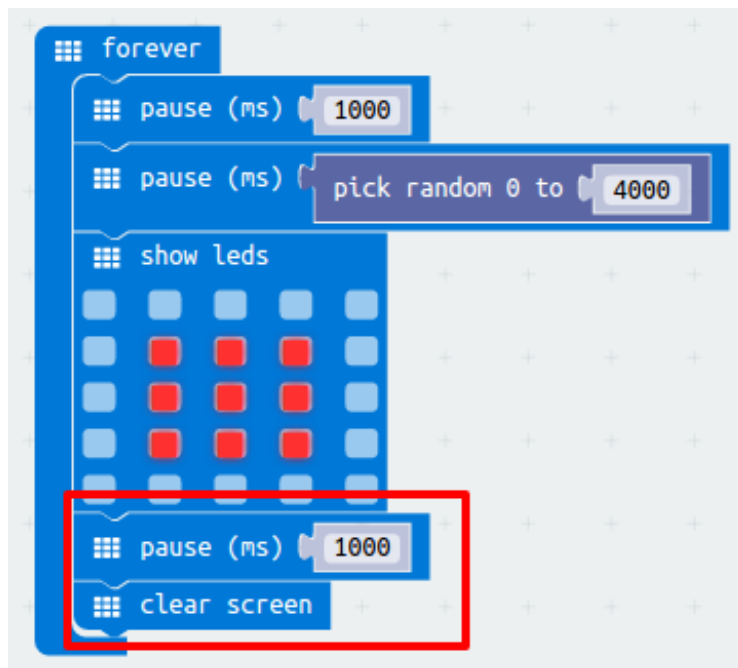 forever
pause (ms) 1000
pause (ms) pick random 0 to 4000
show leds
pause (ms) 1000
clear screen